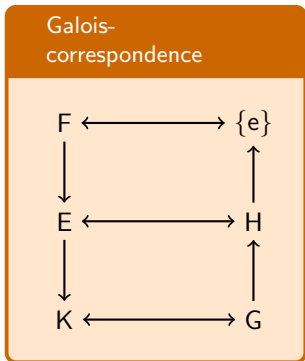 Galois-
correspondence
F {e}
E H
K G